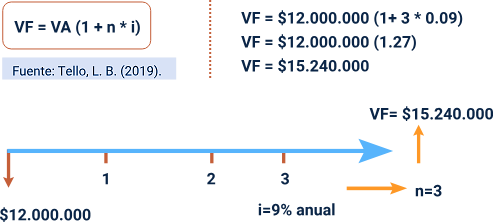 VF = VA (1 + n * i)
Fuente: Tello, L. B. (2019).
VF = $12.000.000 (1+ 3 * 0.09)
VF = $12.000.000 (1.27)
VF = $15.240.000
VF= $15.240.000
1
2
3
n=3
i=9% anual
$12.000.000